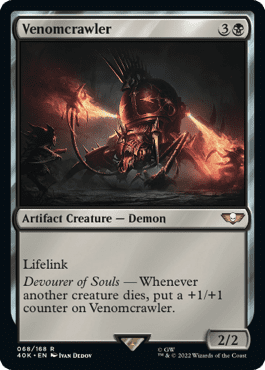 Venomcrawler 3
Artifact Creature — Demon
Lifelink
Devourer of Souls — Whenever
another creature dies, put a +1/+1
counter on Venomcrawler.
2/2
068/168 R
40K • EN Ivan Dedov
© GW
™ & © 2022 Wizards of the Coast